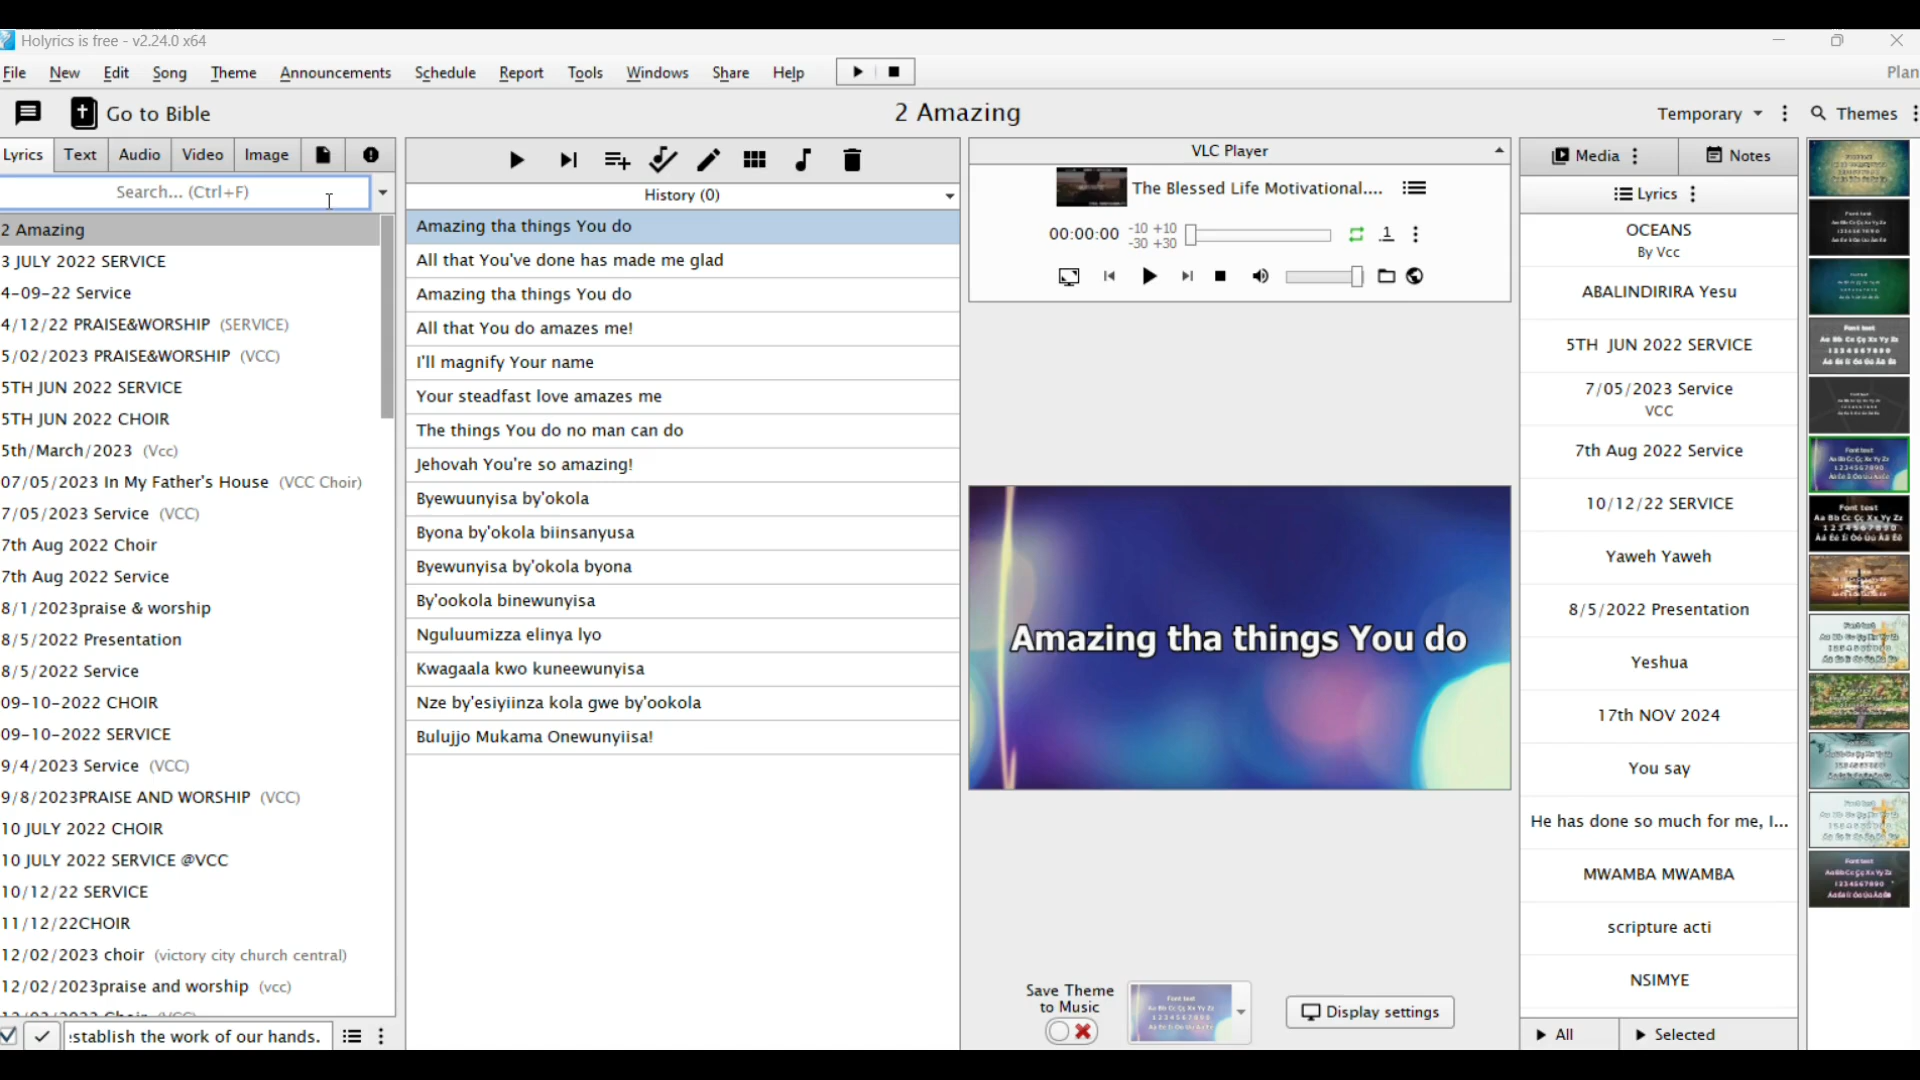 Holyrics is free - v2.24.0 x64
File New Edit Song Theme Announcements Schedule Report Tools Windows Share Help
Plan
Go to Bible
2 Amazing
Temporary
Themes
Lyrics Text Audio Video Image
Search... (Ctrl+F)
2 Amazing
3 JULY 2022 SERVICE
4-09-22 Service
4/12/22 PRAISE&WORSHIP (SERVICE)
5/02/2023 PRAISE&WORSHIP (VCC)
5TH JUN 2022 SERVICE
5TH JUN 2022 CHOIR
5th/March/2023 (Vcc)
07/05/2023 In My Father's House (VCC Choir)
7/05/2023 Service (VCC)
7th Aug 2022 Choir
7th Aug 2022 Service
8/1/2023praise & worship
8/5/2022 Presentation
8/5/2022 Service
09-10-2022 CHOIR
09-10-2022 SERVICE
9/4/2023 Service (VCC)
9/8/2023PRAISE AND WORSHIP (VCC)
10 JULY 2022 CHOIR
10 JULY 2022 SERVICE @VCC
10/12/22 SERVICE
11/12/22CHOIR
12/02/2023 choir (victory city church central)
12/02/2023praise and worship (vcc)
:stablish the work of our hands.
History (0)
Amazing tha things You do
All that You've done has made me glad
Amazing tha things You do
All that You do amazes me!
I'll magnify Your name
Your steadfast love amazes me
The things You do no man can do
Jehovah You're so amazing!
Byewuunyisa by'okola
Byona by'okola biinsanyusa
Byewunyisa by'okola byona
By'ookola binewunyisa
Nguluumizza elinya lyo
Kwagaala kwo kuneewunyisa
Nze by'esiyiinza kola gwe by'ookola
Bulujjo Mukama Onewunyiisa!
VLC Player
The Blessed Life Motivational....
00:00:00 -10 +10
-30 +30
1
Amazing tha things You do
Save Theme
to Music
Display settings
Media
Notes
Lyrics
OCEANS
By Vcc
ABALINDIRIRA Yesu
5TH JUN 2022 SERVICE
7/05/2023 Service
VCC
7th Aug 2022 Service
10/12/22 SERVICE
Yaweh Yaweh
8/5/2022 Presentation
Yeshua
17th NOV 2024
You say
He has done so much for me, I...
MWAMBA MWAMBA
scripture acti
NSIMYE
All
Selected